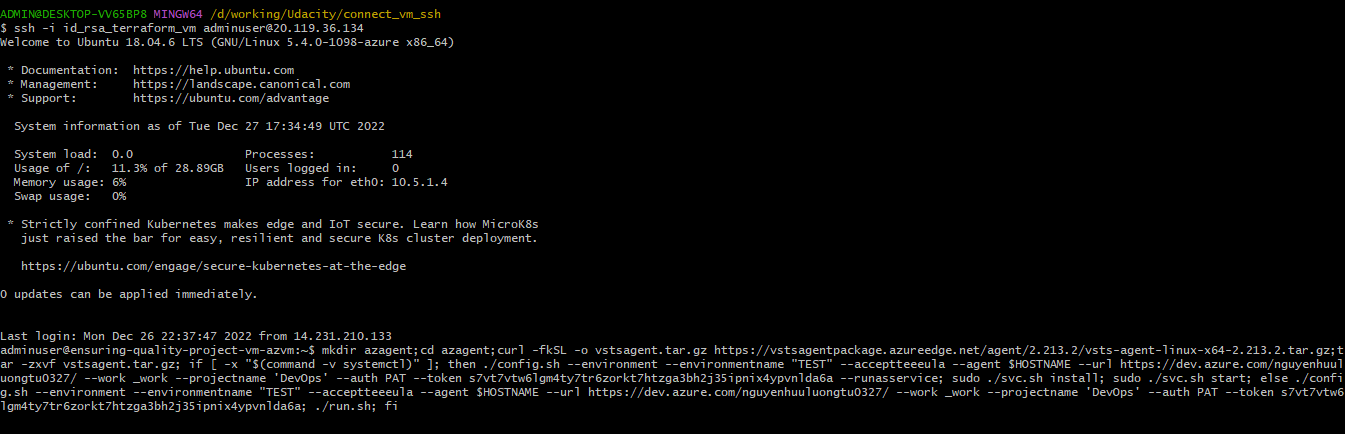 ADMIN@DESKTOP-VV65BP8 MINGW64 /d/working/Udacity/connect_vm_ssh
$ ssh -i id_rsa_terraform_vm adminuser@20.119.36.134
Welcome to Ubuntu 18.04.6 LTS (GNU/Linux 5.4.0-1098-azure x86_64)
* Documentation:  https://help.ubuntu.com
* Management:     https://landscape.canonical.com
* Support:        https://ubuntu.com/advantage
System information as of Tue Dec 27 17:34:49 UTC 2022
System load:  0.0               Processes:           114
Usage of /:   11.3% of 28.89GB   Users logged in:     0
Memory usage: 6%                IP address for eth0: 10.5.1.4
Swap usage:   0%
* Strictly confined Kubernetes makes edge and IoT secure. Learn how MicroK8s
just raised the bar for easy, resilient and secure K8s cluster deployment.
https://ubuntu.com/engage/secure-kubernetes-at-the-edge
0 updates can be applied immediately.
Last login: Mon Dec 26 22:37:47 2022 from 14.231.210.133
adminuser@ensuring-quality-project-vm-azvm:~$ mkdir azagent;cd azagent;curl -fkSL -o vstsagent.tar.gz https://vstsagentpackage.azureedge.net/agent/2.213.2/vsts-agent-linux-x64-2.213.2.tar.gz;t
ar -zxvf vstsagent.tar.gz; if [ -x "$(command -v systemctl)" ]; then ./config.sh --environment --environmentname "TEST" --acceptteeeula --agent $HOSTNAME --url https://dev.azure.com/nguyenhuul
uongtu0327/ --work _work --projectname 'DevOps' --auth PAT --token s7vt7vtw6lgm4ty7tr6zorkt7htzga3bh2j35ipnix4ypvnlda6a --runasservice; sudo ./svc.sh install; sudo ./svc.sh start; else ./confi
g.sh --environment --environmentname "TEST" --acceptteeeula --agent $HOSTNAME --url https://dev.azure.com/nguyenhuuluongtu0327/ --work _work --projectname 'DevOps' --auth PAT --token s7vt7vtw6
lgm4ty7tr6zorkt7htzga3bh2j35ipnix4ypvnlda6a; ./run.sh; fi